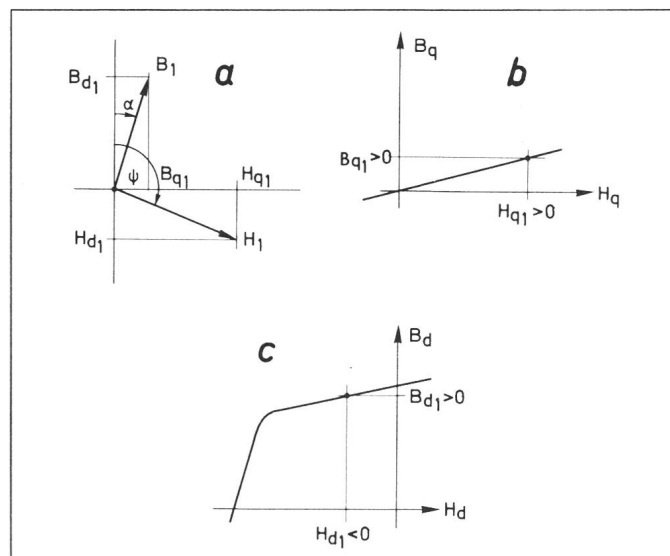 a
B_d1
B_1
α
ψ
B_q1
H_q1
H_d1
H_1
b
B_q
B_q1>0
H_q1>0
H_q
c
B_d
B_d1>0
H_d1<0
H_d